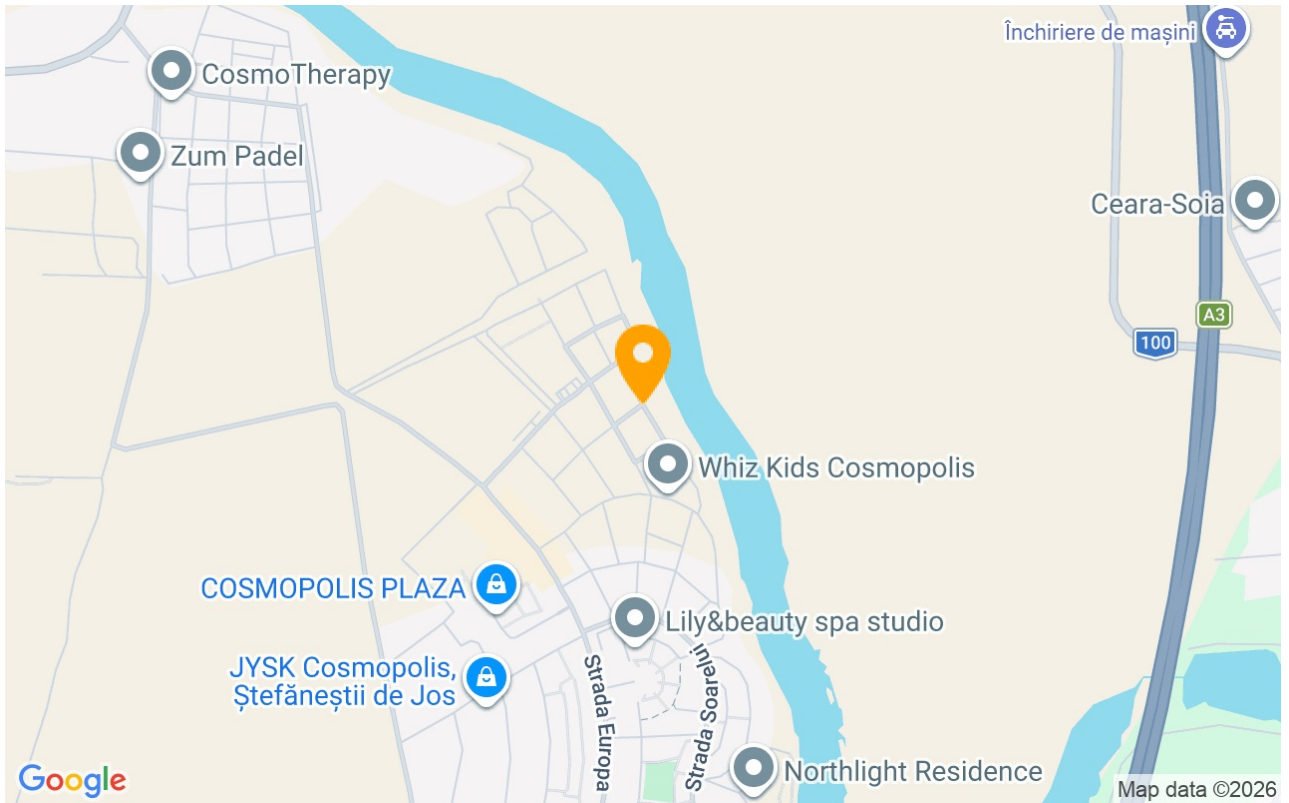 Închiriere de mașini
CosmoTherapy
Zum Padel
Ceara-Soia
A3
100
Whiz Kids Cosmopolis
COSMOPOLIS PLAZA
Lily&beauty spa studio
JYSK Cosmopolis,
Ștefăneștii de Jos
Strada Europa
Strada Soarelui
Northlight Residence
Google
Map data ©2026